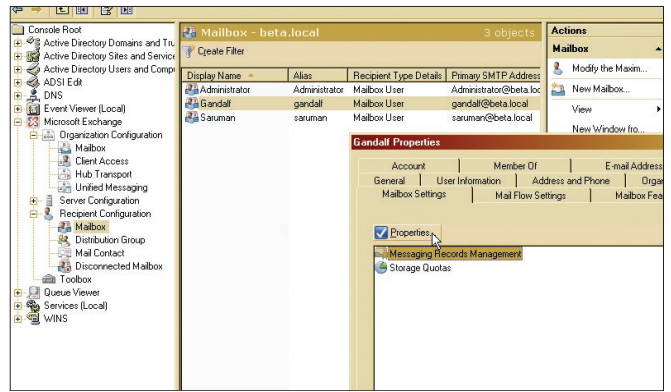 Console Root
Active Directory Domains and Tru
Active Directory Sites and Service
Active Directory Users and Compu
ADSI Edit
DNS
Event Viewer (Local)
Microsoft Exchange
Organization Configuration
Mailbox
Client Access
Hub Transport
Unified Messaging
Server Configuration
Recipient Configuration
Mailbox
Distribution Group
Mail Contact
Disconnected Mailbox
Toolbox
Queue Viewer
Services (Local)
WINS
Mailbox - beta.local 3 objects
Create Filter
Display Name Alias Recipient Type Details Primary SMTP Address
Administrator Administrator Mailbox User Administrator@beta.loc
Gandalf gandalf Mailbox User gandalf@beta.local
Saruman saruman Mailbox User saruman@beta.local
Actions
Mailbox
Modify the Maxim...
New Mailbox...
View
New Window fro...
Gandalf Properties
Account Member Of E-mail Address
General User Information Address and Phone Organ
Mailbox Settings Mail Flow Settings Mailbox Fea
Properties...
Messaging Records Management
Storage Quotas